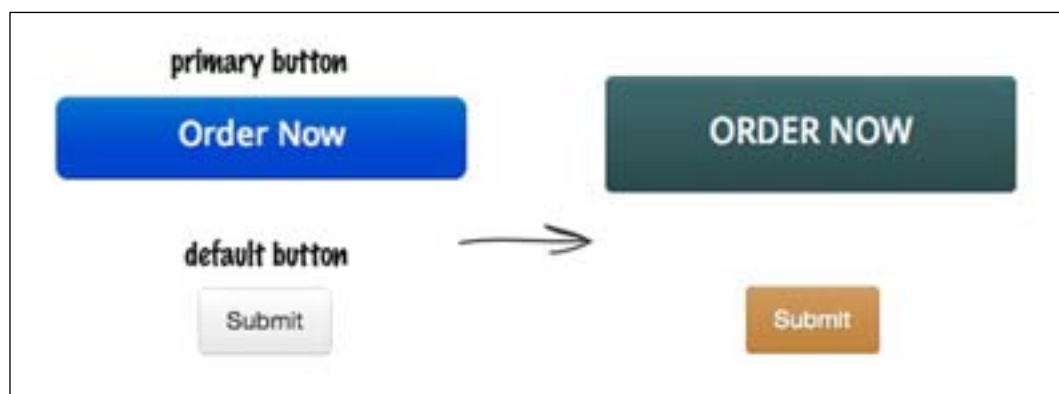 primary button
Order Now
ORDER NOW
default button
Submit
Submit